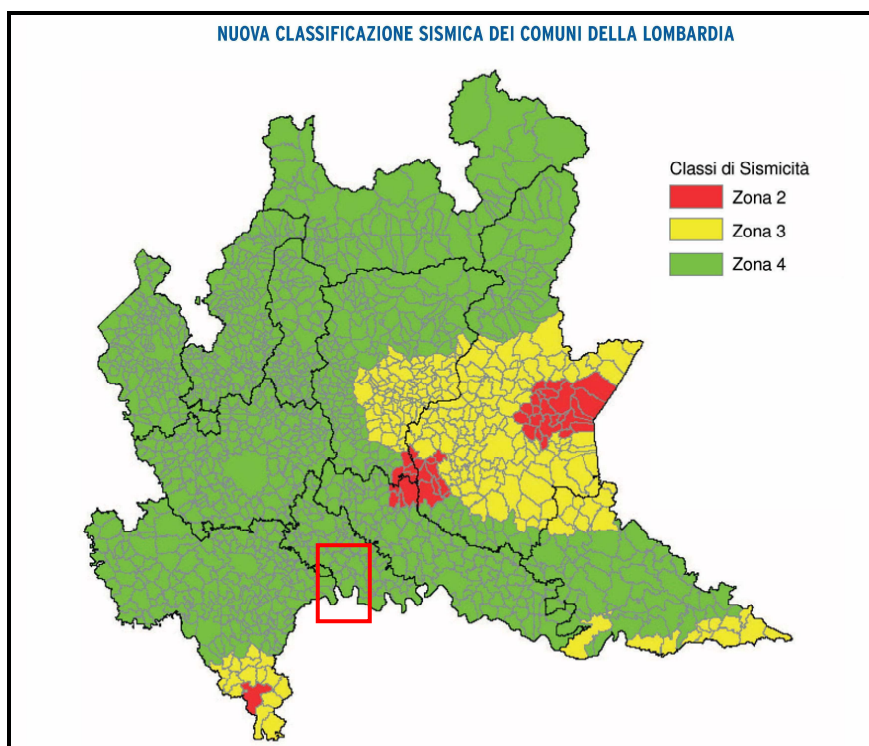 NUOVA CLASSIFICAZIONE SISMICA DEI COMUNI DELLA LOMBARDIA
Classi di Sismicità
Zona 2
Zona 3
Zona 4